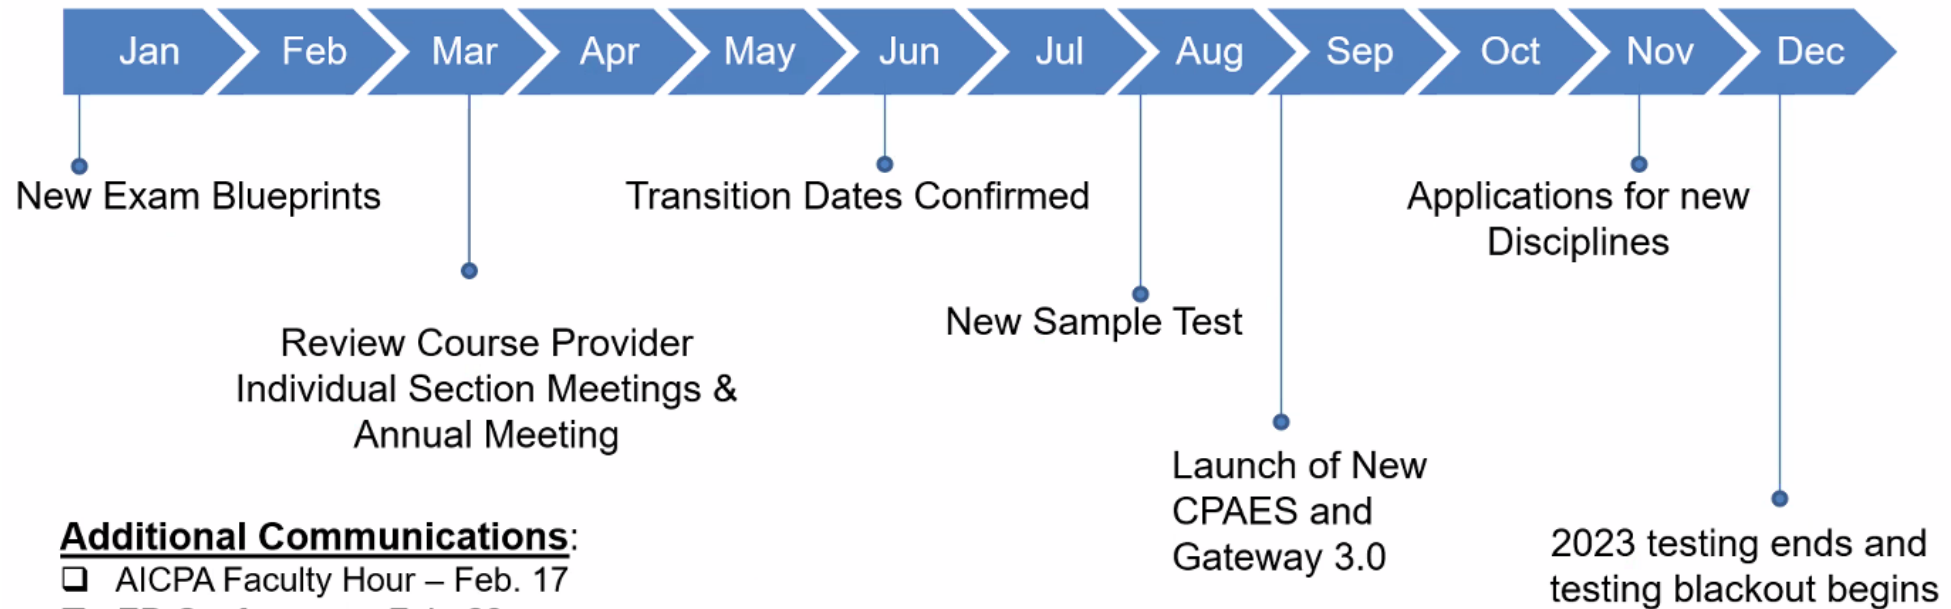 Jan Feb Mar Apr May Jun Jul Aug Sep Oct Nov Dec
New Exam Blueprints
Transition Dates Confirmed
Applications for new
Disciplines
New Sample Test
Review Course Provider
Individual Section Meetings &
Annual Meeting
Launch of New
CPAES and
Gateway 3.0
2023 testing ends and
testing blackout begins
Additional Communications:
❑ AICPA Faculty Hour – Feb. 17